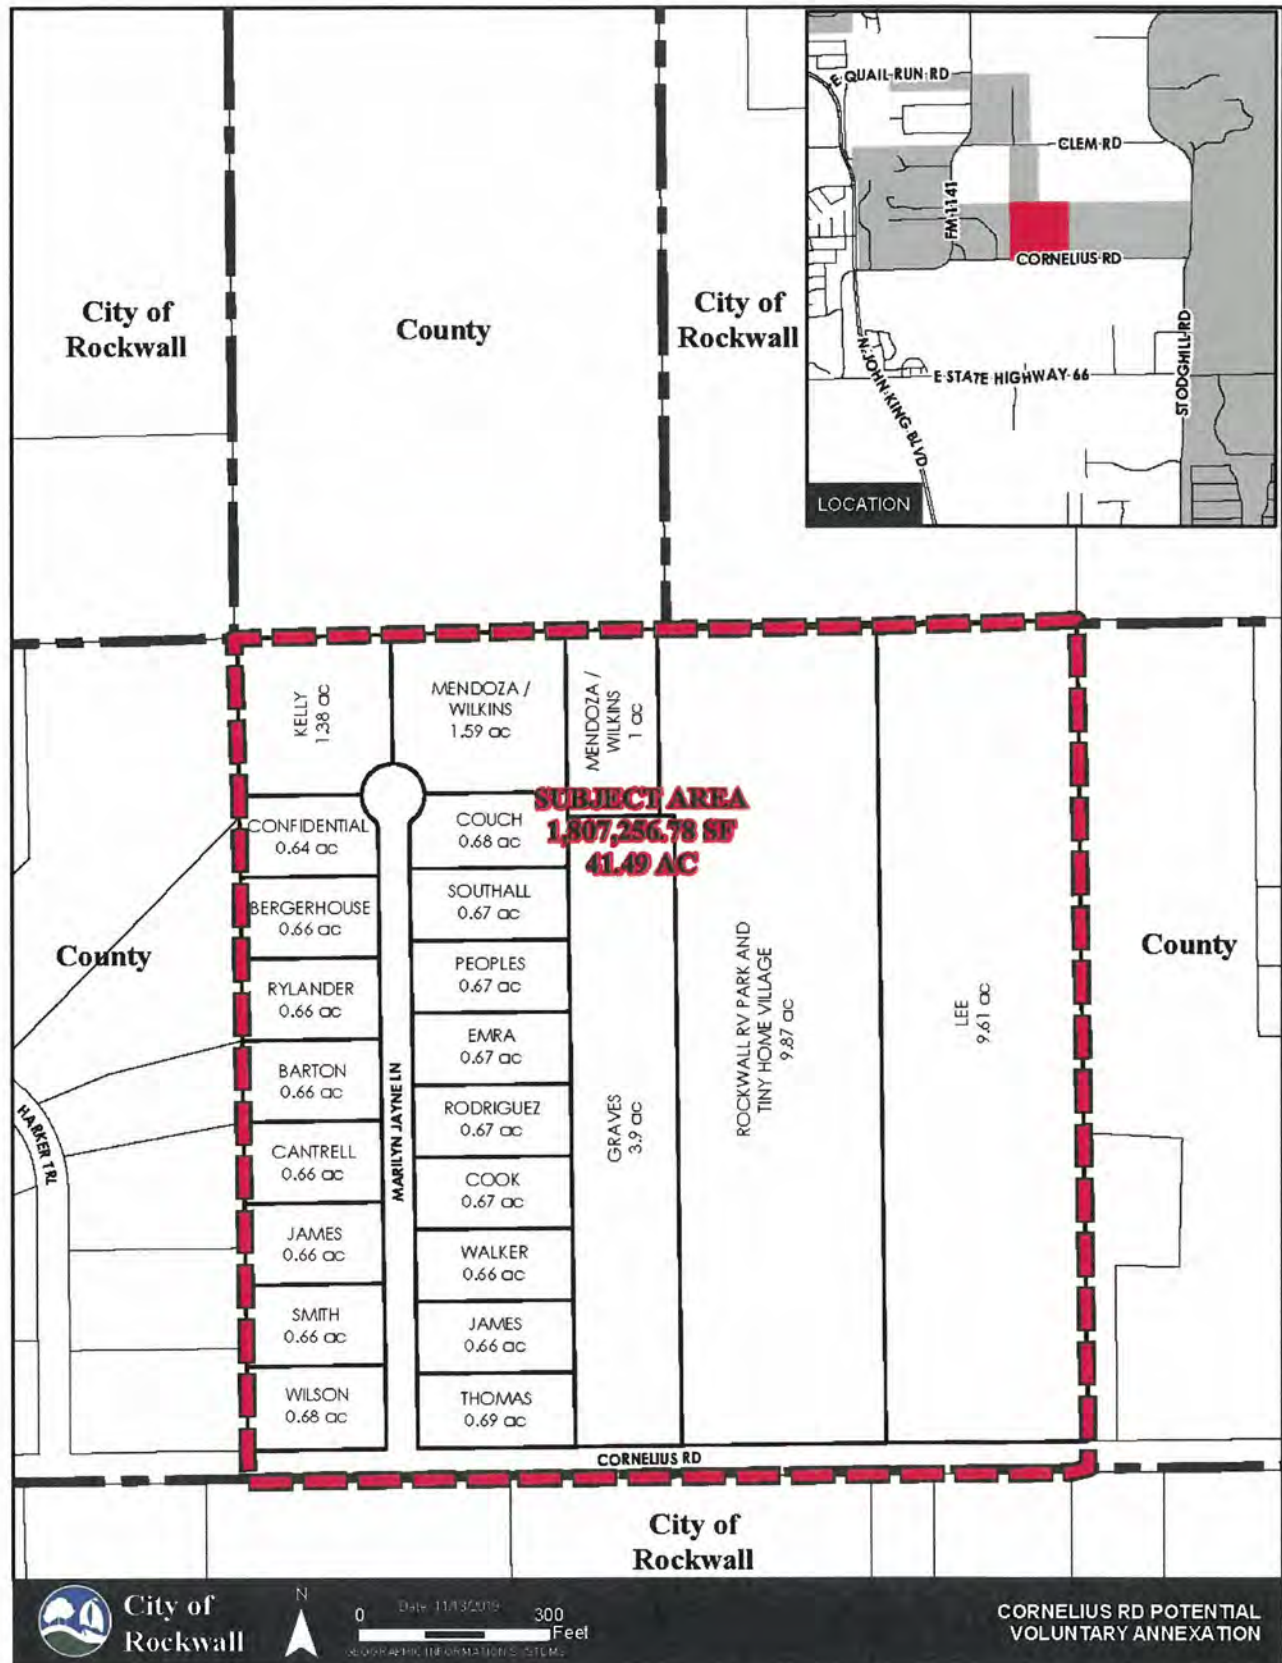 E QUAIL RUN RD
CLEM RD
FM-1141
CORNELIUS RD
N JOHN KING BLVD
E STATE HIGHWAY 66
STODGHILL RD
LOCATION
City of
Rockwall
County
City of
Rockwall
KELLY
1.38 ac
MENDOZA /
WILKINS
1.59 ac
MENDOZA /
WILKINS
1 ac
SUBJECT AREA
1,807,256.78 SF
41.49 AC
CONFIDENTIAL
0.64 ac
COUCH
0.68 ac
BERGERHOUSE
0.66 ac
SOUTHALL
0.67 ac
County
RYLANDER
0.66 ac
PEOPLES
0.67 ac
BARTON
0.66 ac
EMRA
0.67 ac
CANTRELL
0.66 ac
RODRIGUEZ
0.67 ac
JAMES
0.66 ac
COOK
0.67 ac
SMITH
0.66 ac
WALKER
0.66 ac
WILSON
0.68 ac
JAMES
0.66 ac
THOMAS
0.69 ac
HARKER TRL
MARILYN JAYNE LN
GRAVES
3.9 ac
ROCKWALL RV PARK AND
TINY HOME VILLAGE
9.87 ac
LEE
9.61 ac
County
CORNELIUS RD
City of
Rockwall
City of
Rockwall
N
Date: 11/13/2019
0 300
Feet
GEOGRAPHIC INFORMATION SYSTEMS
CORNELIUS RD POTENTIAL
VOLUNTARY ANNEXATION